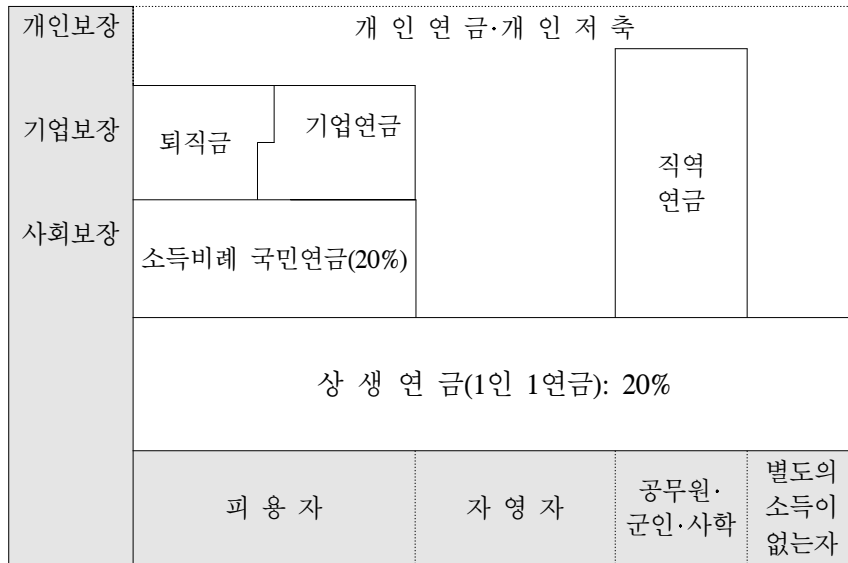 개인보장
개 인 연 금·개 인 저 축
기업보장
퇴직금
기업연금
직역
연금
사회보장
소득비례 국민연금(20%)
상 생 연 금(1인 1연금): 20%
피 용 자
자 영 자
공무원·
군인·사학
별도의
소득이
없는자